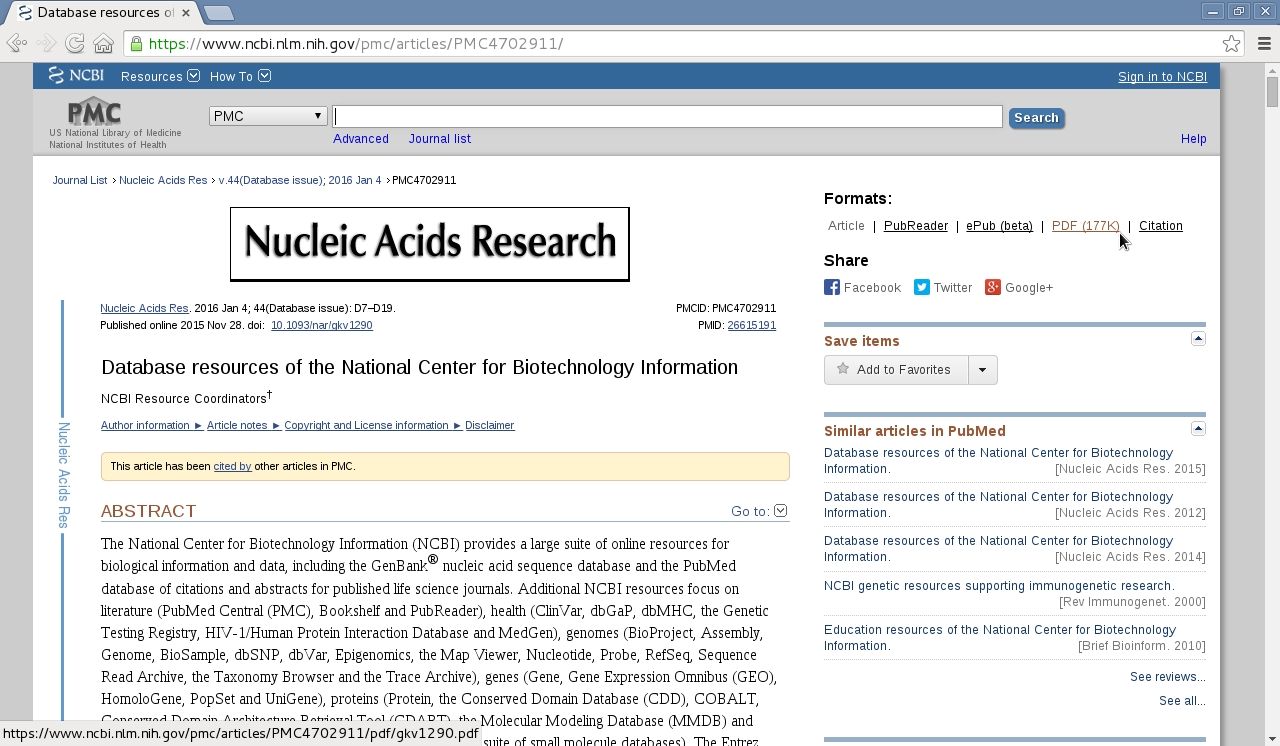 Database resources of
https://www.ncbi.nlm.nih.gov/pmc/articles/PMC4702911/
NCBI Resources How To Sign in to NCBI
PMC
US National Library of Medicine
National Institutes of Health
PMC Search
Advanced Journal list Help
Journal List > Nucleic Acids Res > v.44(Database issue); 2016 Jan 4 > PMC4702911
Nucleic Acids Research
Nucleic Acids Res. 2016 Jan 4; 44(Database issue): D7–D19. PMCID: PMC4702911
Published online 2015 Nov 28. doi: 10.1093/nar/gkv1290 PMID: 26615191
Database resources of the National Center for Biotechnology Information
NCBI Resource Coordinators†
Author information ► Article notes ► Copyright and License information ► Disclaimer
This article has been cited by other articles in PMC.
Nucleic Acids Res
ABSTRACT Go to:
The National Center for Biotechnology Information (NCBI) provides a large suite of online resources for
biological information and data, including the GenBank® nucleic acid sequence database and the PubMed
database of citations and abstracts for published life science journals. Additional NCBI resources focus on
literature (PubMed Central (PMC), Bookshelf and PubReader), health (ClinVar, dbGaP, dbMHC, the Genetic
Testing Registry, HIV-1/Human Protein Interaction Database and MedGen), genomes (BioProject, Assembly,
Genome, BioSample, dbSNP, dbVar, Epigenomics, the Map Viewer, Nucleotide, Probe, RefSeq, Sequence
Read Archive, the Taxonomy Browser and the Trace Archive), genes (Gene, Gene Expression Omnibus (GEO),
HomoloGene, PopSet and UniGene), proteins (Protein, the Conserved Domain Database (CDD), COBALT,
Conserved Domain Architecture Retrieval Tool (CDART), the Molecular Modeling Database (MMDB) and
suite of small molecule databases). The Entrez
Formats:
Article | PubReader | ePub (beta) | PDF (177K) | Citation
Share
Facebook Twitter Google+
Save items
Add to Favorites
Similar articles in PubMed
Database resources of the National Center for Biotechnology
Information. [Nucleic Acids Res. 2015]
Database resources of the National Center for Biotechnology
Information. [Nucleic Acids Res. 2012]
Database resources of the National Center for Biotechnology
Information. [Nucleic Acids Res. 2014]
NCBI genetic resources supporting immunogenetic research.
[Rev Immunogenet. 2000]
Education resources of the National Center for Biotechnology
Information. [Brief Bioinform. 2010]
See reviews...
See all...
https://www.ncbi.nlm.nih.gov/pmc/articles/PMC4702911/pdf/gkv1290.pdf